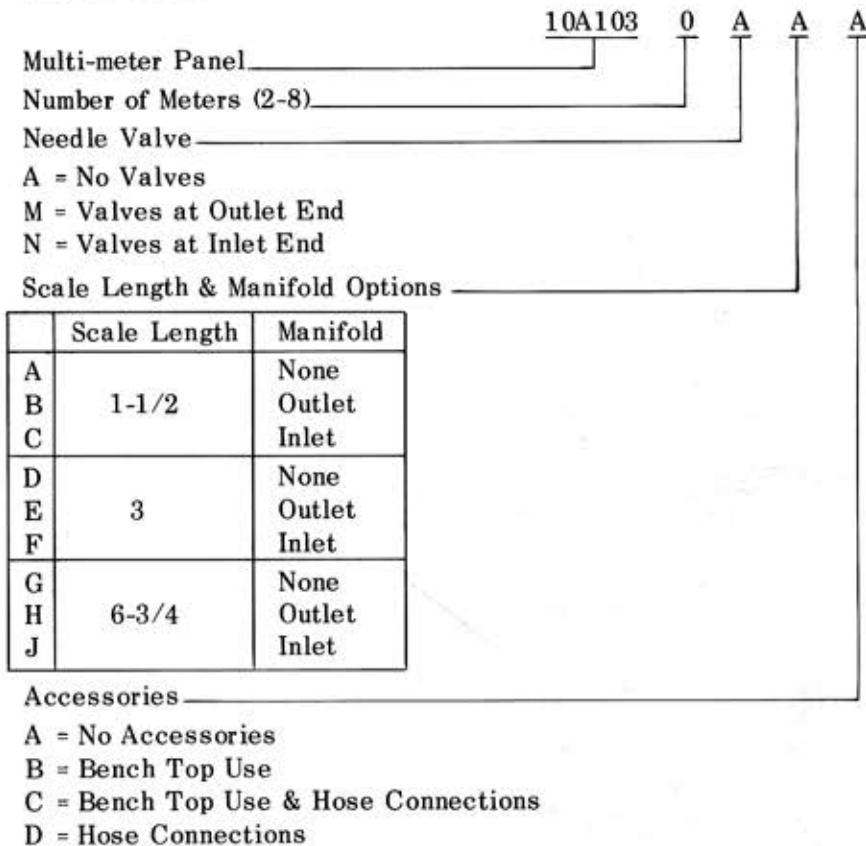 10A103 0 A A A
Multi-meter Panel
Number of Meters (2-8)
Needle Valve
A = No Valves
M = Valves at Outlet End
N = Valves at Inlet End
Scale Length & Manifold Options
Scale Length Manifold
A None
B 1-1/2 Outlet
C Inlet
D None
E 3 Outlet
F Inlet
G None
H 6-3/4 Outlet
J Inlet
Accessories
A = No Accessories
B = Bench Top Use
C = Bench Top Use & Hose Connections
D = Hose Connections